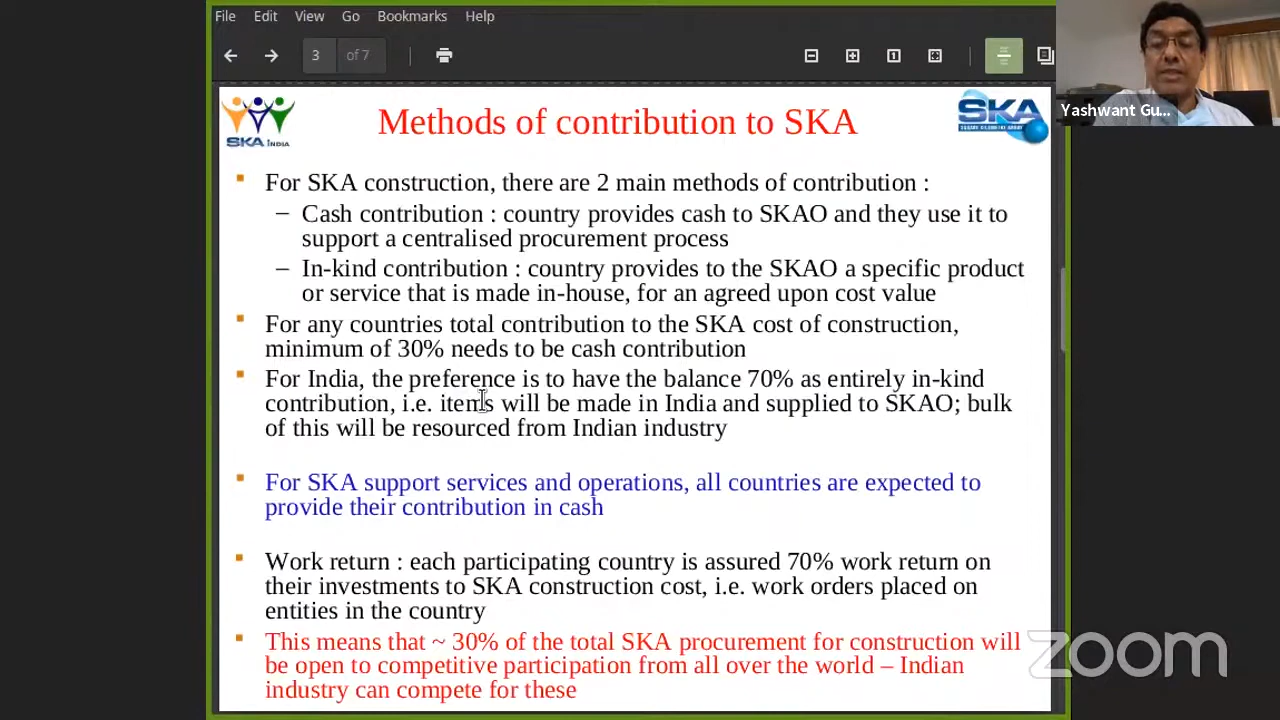 File Edit View Go Bookmarks Help
3 of 7
Yashwant Gu...
SKA INDIA
Methods of contribution to SKA
SKA
SQUARE KILOMETRE ARRAY
For SKA construction, there are 2 main methods of contribution :
– Cash contribution : country provides cash to SKAO and they use it to
support a centralised procurement process
– In-kind contribution : country provides to the SKAO a specific product
or service that is made in-house, for an agreed upon cost value
For any countries total contribution to the SKA cost of construction,
minimum of 30% needs to be cash contribution
For India, the preference is to have the balance 70% as entirely in-kind
contribution, i.e. items will be made in India and supplied to SKAO; bulk
of this will be resourced from Indian industry
For SKA support services and operations, all countries are expected to
provide their contribution in cash
Work return : each participating country is assured 70% work return on
their investments to SKA construction cost, i.e. work orders placed on
entities in the country
This means that ~ 30% of the total SKA procurement for construction will
be open to competitive participation from all over the world – Indian
industry can compete for these
zoom